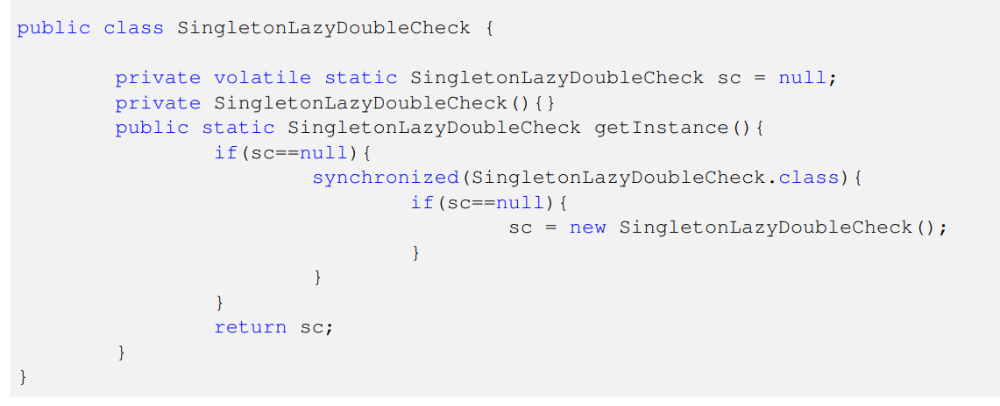 public class SingletonLazyDoubleCheck {
private volatile static SingletonLazyDoubleCheck sc = null;
private SingletonLazyDoubleCheck(){}
public static SingletonLazyDoubleCheck getInstance(){
if(sc==null){
synchronized(SingletonLazyDoubleCheck.class){
if(sc==null){
sc = new SingletonLazyDoubleCheck();
}
}
}
return sc;
}
}